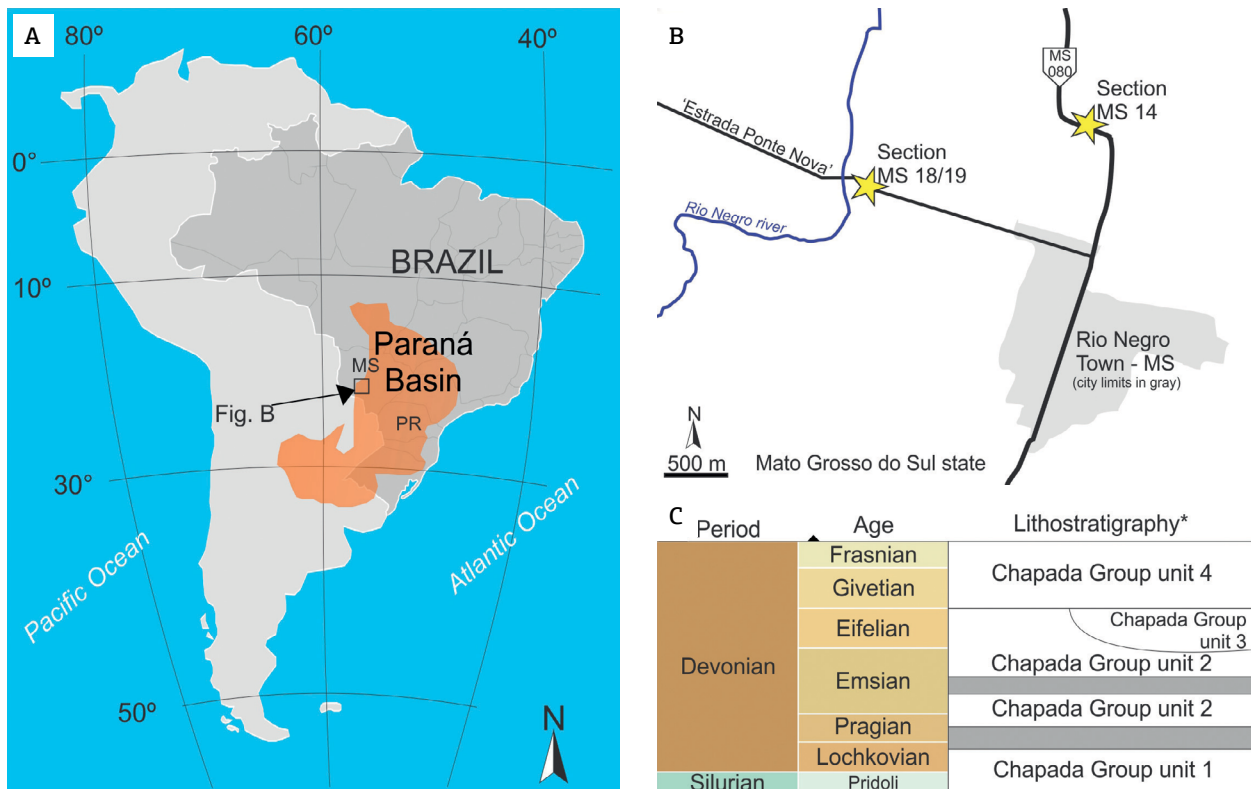 A
80º
60º
40º
0°
10º
30º
50º
BRAZIL
Paraná
Basin
MS
PR
Fig. B
Pacific Ocean
Atlantic Ocean
N
B
MS
080
Section
MS 14
'Estrada Ponte Nova'
Section
MS 18/19
Rio Negro river
Rio Negro
Town - MS
(city limits in gray)
N
500 m
Mato Grosso do Sul state
C
Period
Age
Lithostratigraphy*
Devonian
Silurian
Frasnian
Givetian
Eifelian
Emsian
Pragian
Lochkovian
Pridoli
Chapada Group unit 4
Chapada Group
unit 3
Chapada Group unit 2
Chapada Group unit 2
Chapada Group unit 1